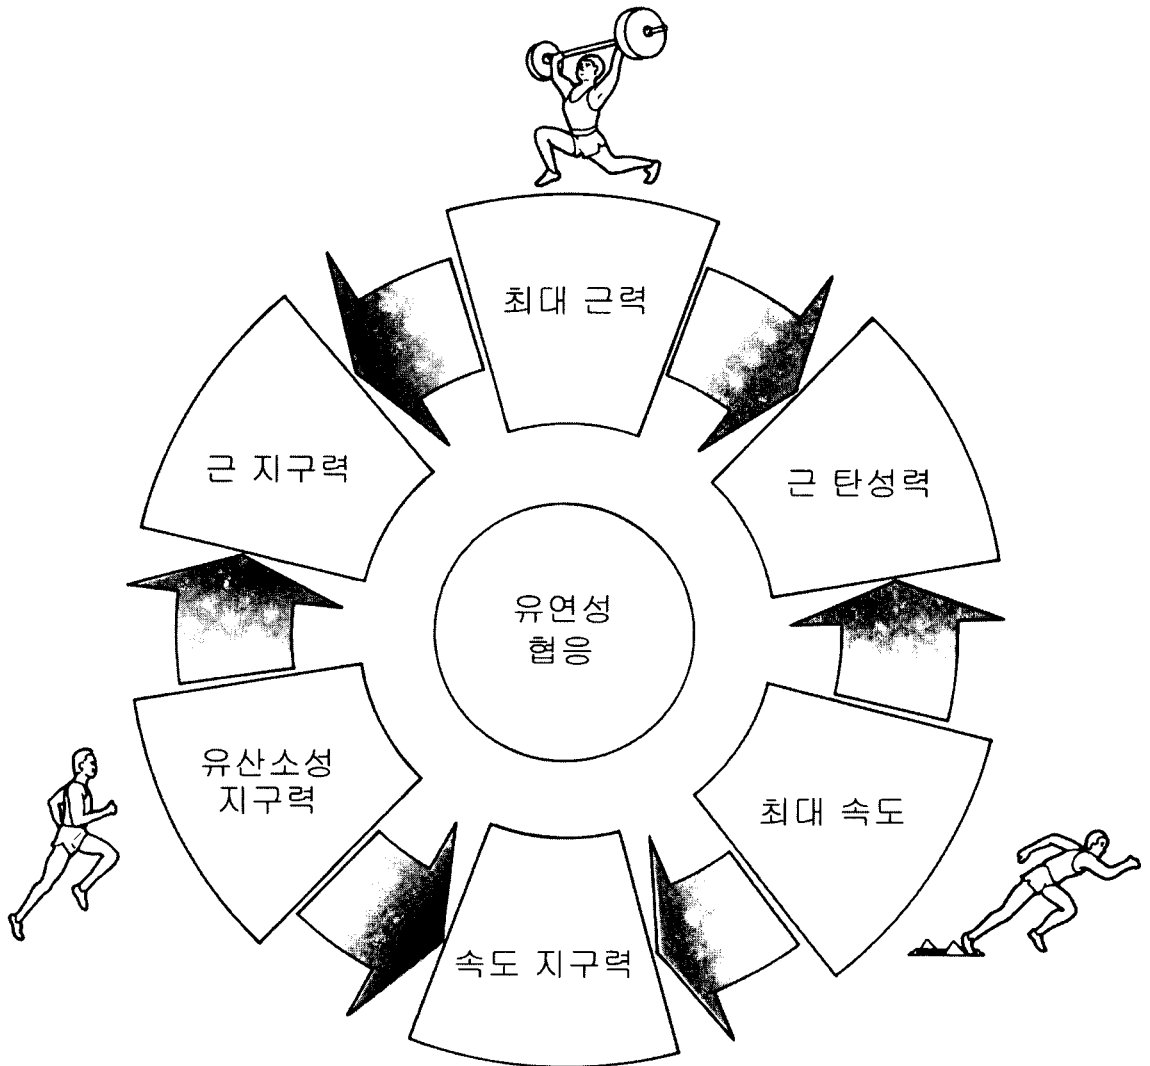 최대 근력
근 지구력
근 탄성력
유연성
협응
유산소성
지구력
최대 속도
속도 지구력